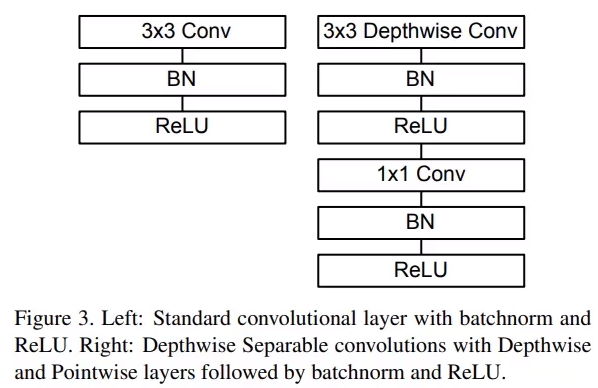 3x3 Conv
BN
ReLU
3x3 Depthwise Conv
BN
ReLU
1x1 Conv
BN
ReLU
Figure 3. Left: Standard convolutional layer with batchnorm and
ReLU. Right: Depthwise Separable convolutions with Depthwise
and Pointwise layers followed by batchnorm and ReLU.